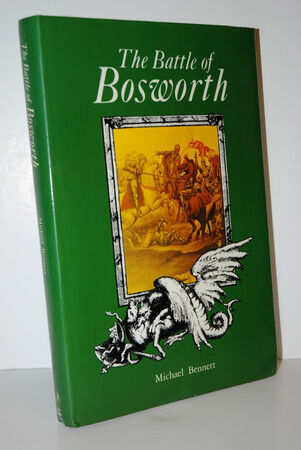 The Battle of
Bosworth
Michael Bennett
The Battle of Bosworth
Michael Bennett